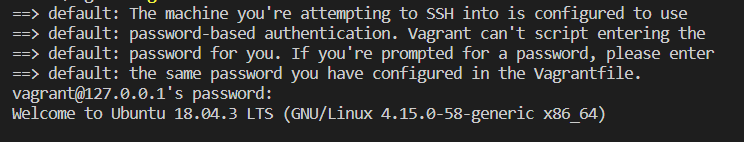 ==> default: The machine you're attempting to SSH into is configured to use
==> default: password-based authentication. Vagrant can't script entering the
==> default: password for you. If you're prompted for a password, please enter
==> default: the same password you have configured in the Vagrantfile.
vagrant@127.0.0.1's password:
Welcome to Ubuntu 18.04.3 LTS (GNU/Linux 4.15.0-58-generic x86_64)